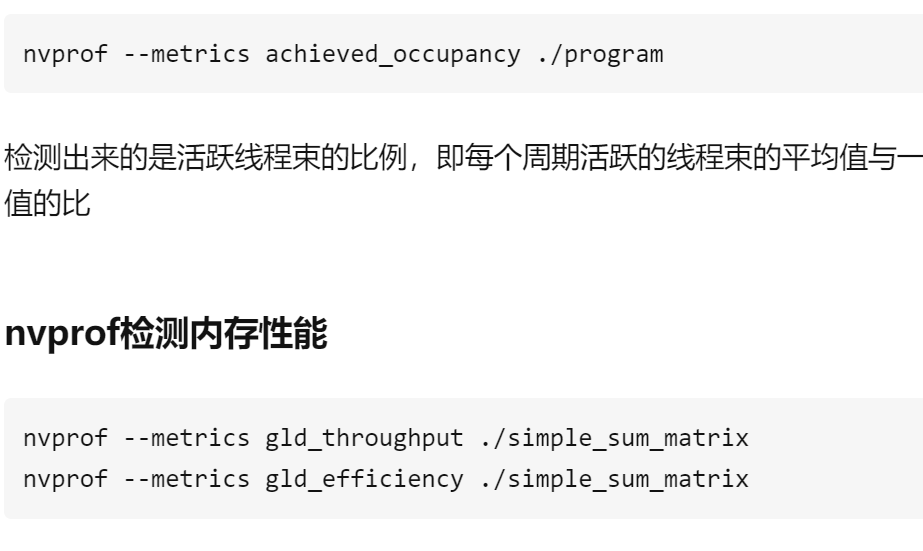 nvprof --metrics achieved_occupancy ./program
检测出来的是活跃线程束的比例，即每个周期活跃的线程束的平均值与一
值的比
nvprof检测内存性能
nvprof --metrics gld_throughput ./simple_sum_matrix
nvprof --metrics gld_efficiency ./simple_sum_matrix